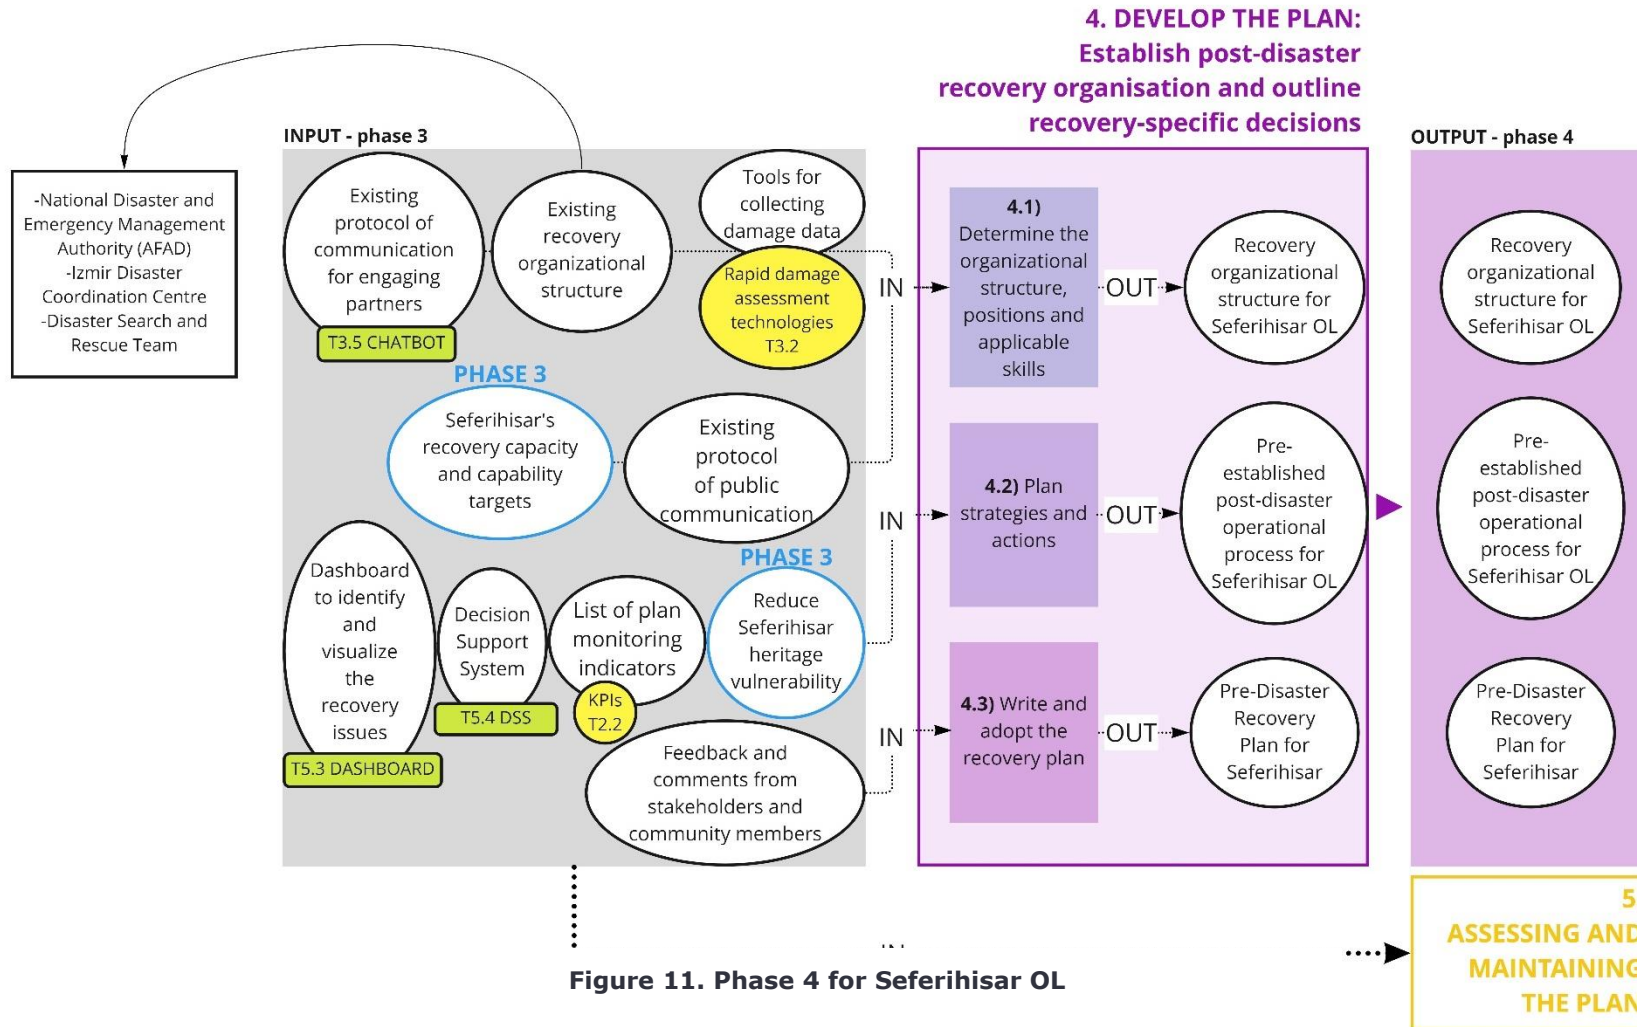 4. DEVELOP THE PLAN:
Establish post-disaster
recovery organisation and outline
recovery-specific decisions
INPUT - phase 3
OUTPUT - phase 4
-National Disaster and
Emergency Management
Authority (AFAD)
-Izmir Disaster
Coordination Centre
-Disaster Search and
Rescue Team
Existing
protocol of
communication
for engaging
partners
T3.5 CHATBOT
Existing
recovery
organizational
structure
Tools for
collecting
damage data
Rapid damage
assessment
technologies
T3.2
PHASE 3
Seferihisar's
recovery capacity
and capability
targets
Existing
protocol
of public
communication
Dashboard
to identify
and
visualize
the
recovery
issues
T5.3 DASHBOARD
Decision
Support
System
T5.4 DSS
List of plan
monitoring
indicators
KPIs
T2.2
PHASE 3
Reduce
Seferihisar
heritage
vulnerability
Feedback and
comments from
stakeholders and
community members
IN
4.1)
Determine the
organizational
structure,
positions and
applicable
skills
OUT
Recovery
organizational
structure for
Seferihisar OL
IN
4.2) Plan
strategies and
actions
OUT
Pre-
established
post-disaster
operational
process for
Seferihisar OL
IN
4.3) Write and
adopt the
recovery plan
OUT
Pre-Disaster
Recovery
Plan for
Seferihisar
Recovery
organizational
structure for
Seferihisar OL
Pre-
established
post-disaster
operational
process for
Seferihisar OL
Pre-Disaster
Recovery
Plan for
Seferihisar
5
ASSESSING AND
MAINTAINING
THE PLAN
Figure 11. Phase 4 for Seferihisar OL